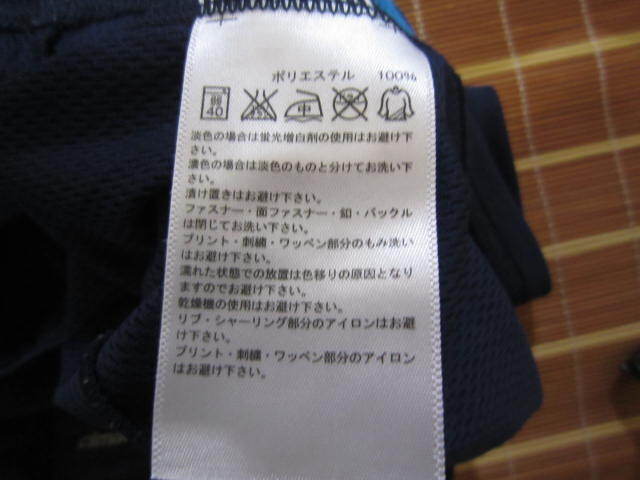 ポリエステル 100%
弱
40
中
淡色の場合は蛍光増白剤の使用はお避け下
さい。
濃色の場合は淡色のものと分けてお洗い下
さい。
漬け置きはお避け下さい。
ファスナー・面ファスナー・釦・バックル
は閉じてお洗い下さい。
プリント・刺繍・ワッペン部分のもみ洗い
はお避け下さい。
濡れた状態での放置は色移りの原因となり
ますのでお避け下さい。
乾燥機の使用はお避け下さい。
リブ・シャーリング部分のアイロンはお避
け下さい。
プリント・刺繍・ワッペン部分のアイロン
はお避け下さい。